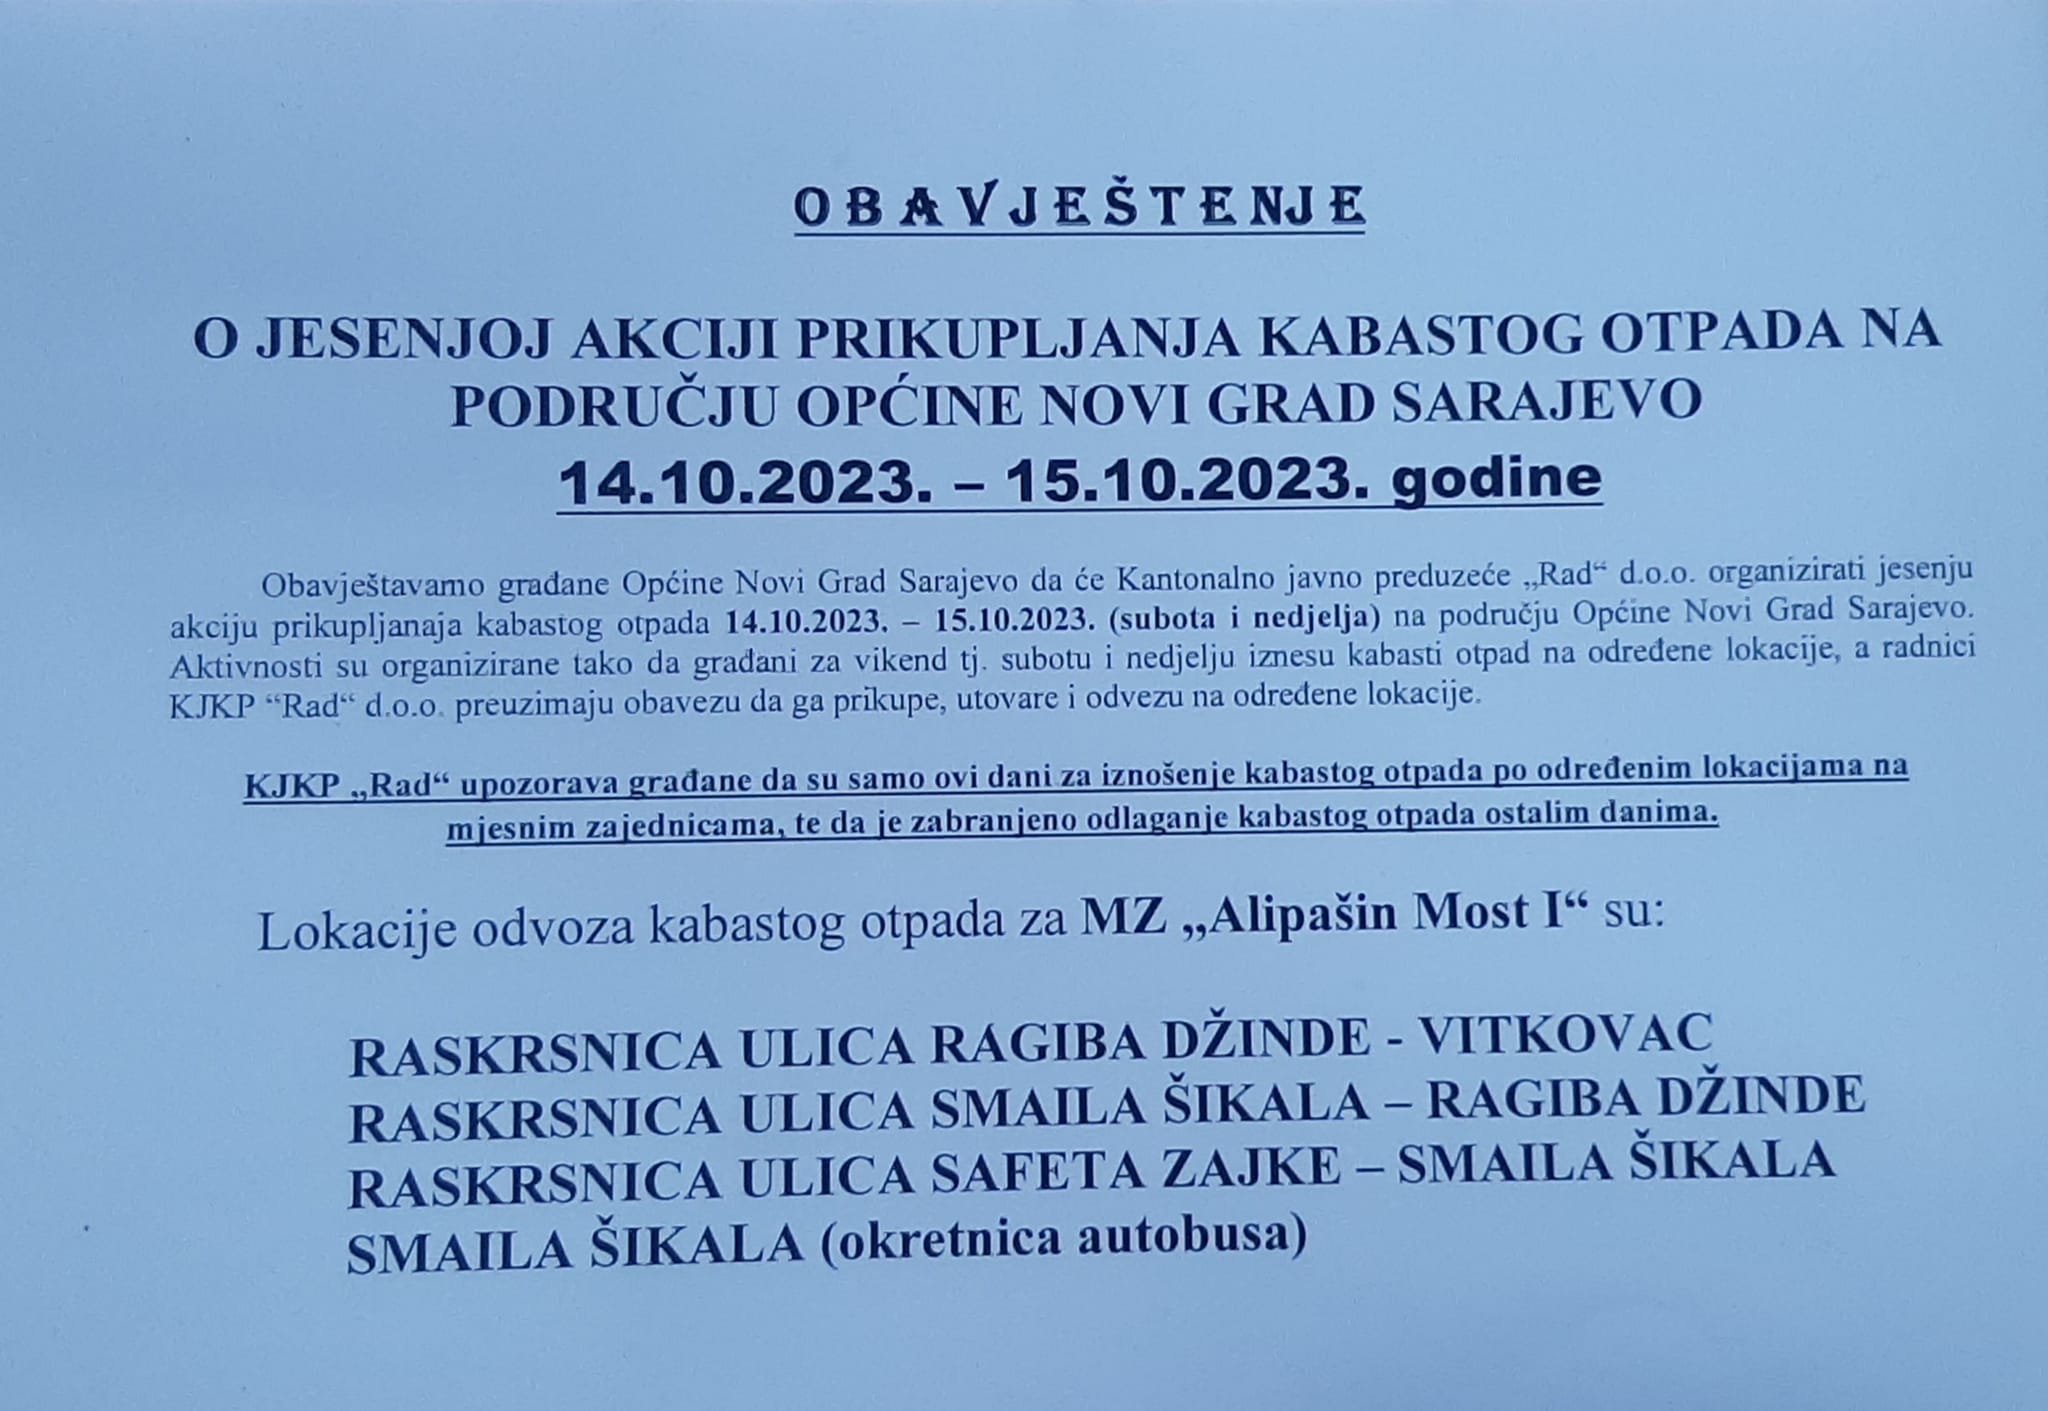 OBAVJEŠTENJE
O JESENJOJ AKCIJI PRIKUPLJANJA KABASTOG OTPADA NA
PODRUČJU OPĆINE NOVI GRAD SARAJEVO
14.10.2023. – 15.10.2023. godine
Obavještavamo građane Općine Novi Grad Sarajevo da će Kantonalno javno preduzeće „Rad“ d.o.o. organizirati jesenju
akciju prikupljanaja kabastog otpada 14.10.2023. – 15.10.2023. (subota i nedjelja) na području Općine Novi Grad Sarajevo.
Aktivnosti su organizirane tako da građani za vikend tj. subotu i nedjelju iznesu kabasti otpad na određene lokacije, a radnici
KJKP “Rad“ d.o.o. preuzimaju obavezu da ga prikupe, utovare i odvezu na određene lokacije.
KJKP „Rad“ upozorava građane da su samo ovi dani za iznošenje kabastog otpada po određenim lokacijama na
mjesnim zajednicama, te da je zabranjeno odlaganje kabastog otpada ostalim danima.
Lokacije odvoza kabastog otpada za MZ „Alipašin Most I“ su:
RASKRSNICA ULICA RAGIBA DŽINDE - VITKOVAC
RASKRSNICA ULICA SMAILA ŠIKALA – RAGIBA DŽINDE
RASKRSNICA ULICA SAFETA ZAJKE – SMAILA ŠIKALA
SMAILA ŠIKALA (okretnica autobusa)